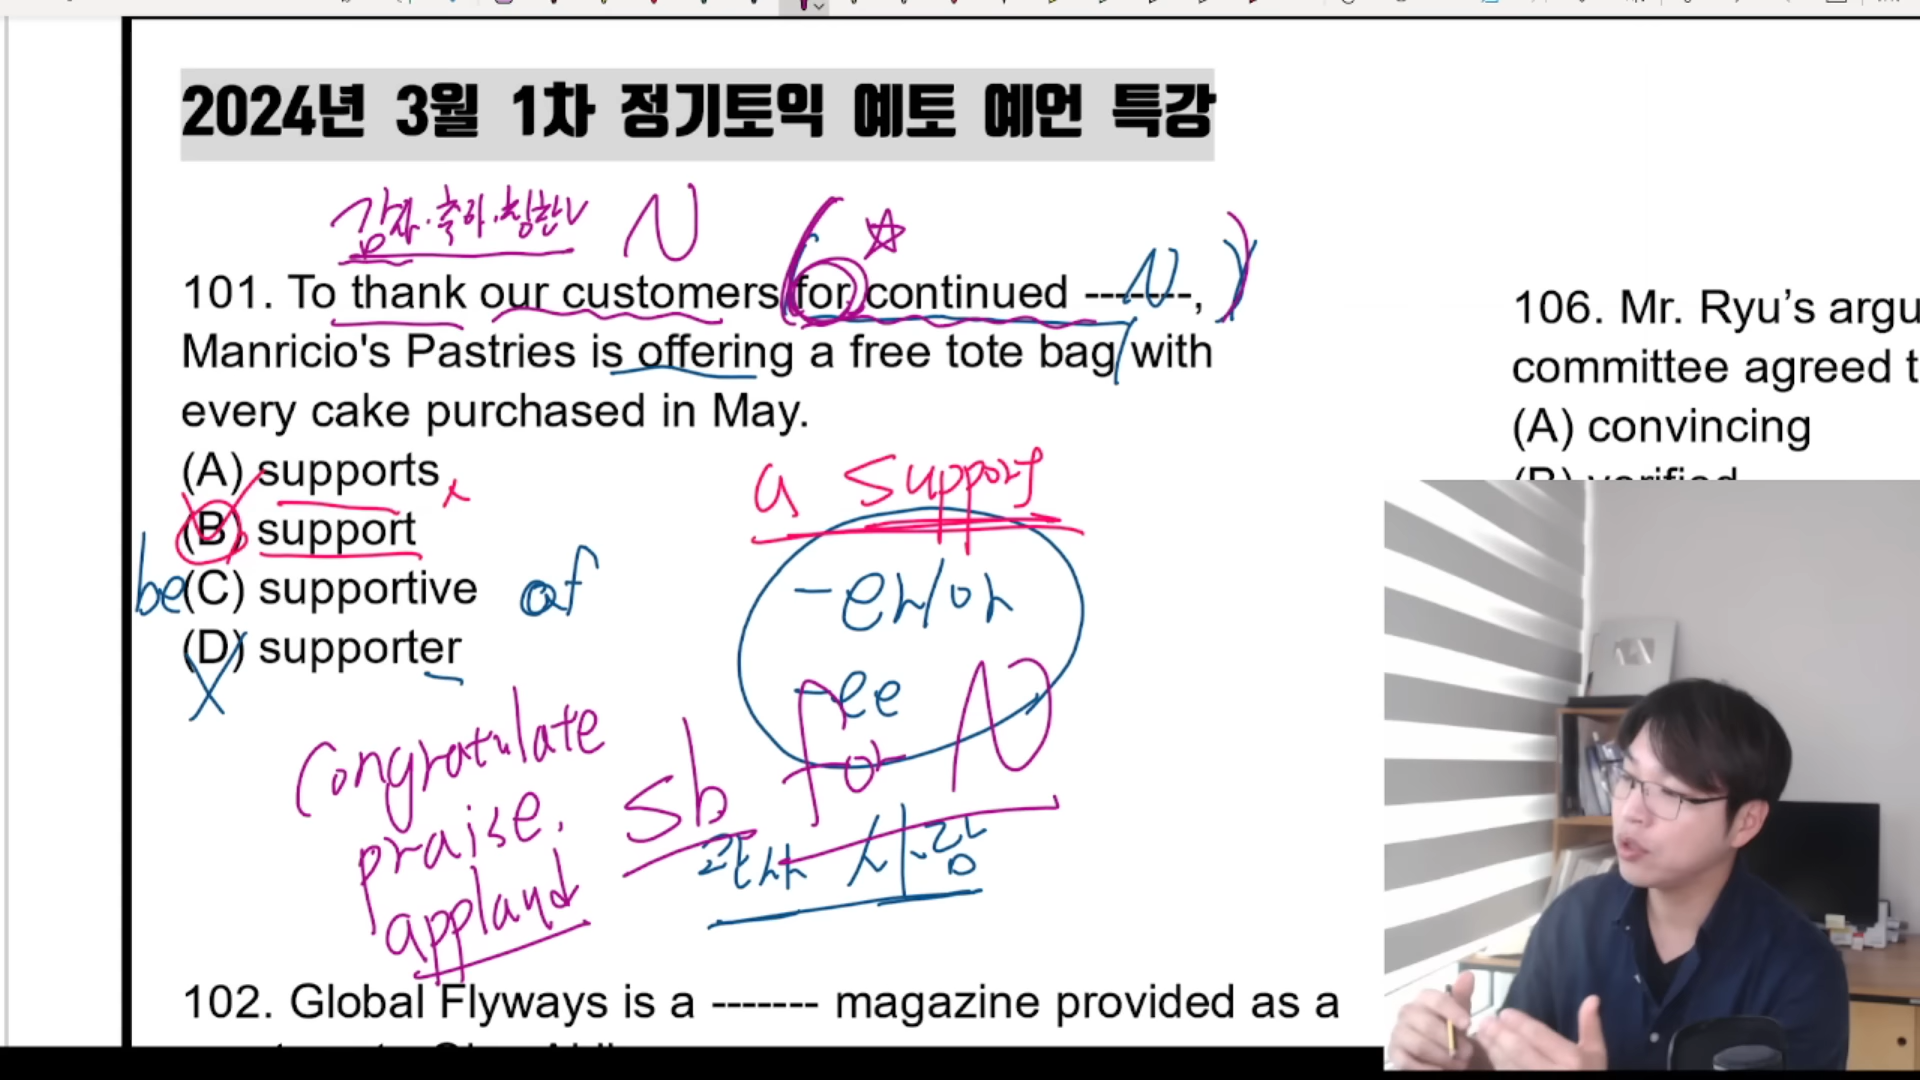 2024년 3월 1차 정기토익 예토 예언 특강
감사·축하·칭찬V N
N
101. To thank our customers for continued -------,
Manricio's Pastries is offering a free tote bag with
every cake purchased in May.
(A) supports
(B) support
be (C) supportive of
(D) supporter
a support
-er/or
-ee
Congratulate
praise.
applaud
sb for N
관사
102. Global Flyways is a ------- magazine provided as a
106. Mr. Ryu's argu
committee agreed t
(A) convincing
(B) verified